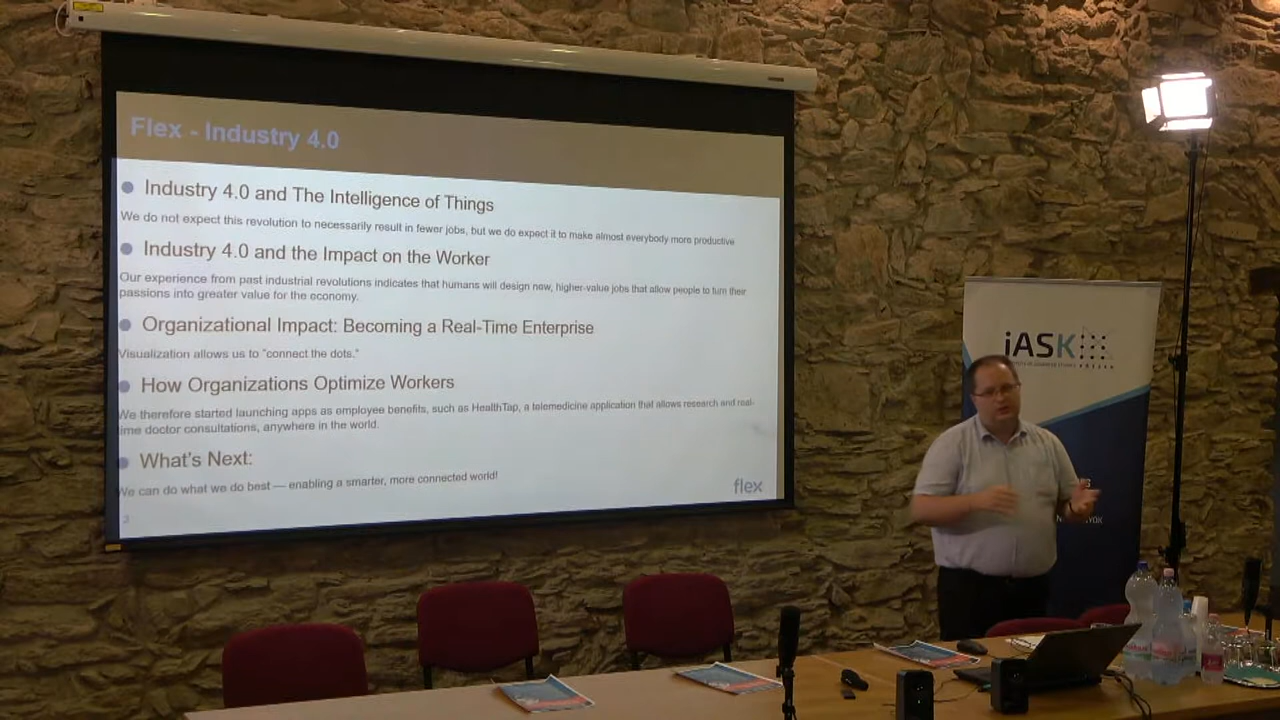 Flex - Industry 4.0
Industry 4.0 and The Intelligence of Things
We do not expect this revolution to necessarily result in fewer jobs, but we do expect it to make almost everybody more productive
Industry 4.0 and the Impact on the Worker
Our experience from past industrial revolutions indicates that humans will design new, higher-value jobs that allow people to turn their
passions into greater value for the economy.
Organizational Impact: Becoming a Real-Time Enterprise
Visualization allows us to "connect the dots."
How Organizations Optimize Workers
We therefore started launching apps as employee benefits, such as HealthTap, a telemedicine application that allows research and real-
time doctor consultations, anywhere in the world.
What's Next:
We can do what we do best — enabling a smarter, more connected world!
flex
3
iASK